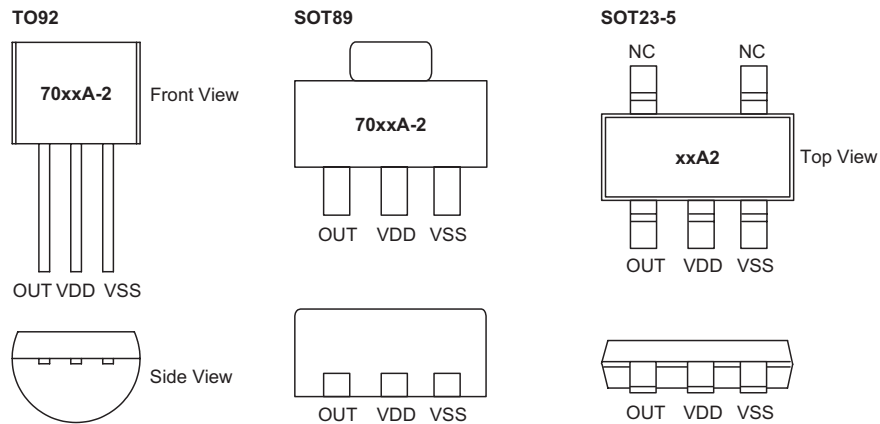 TO92
SOT89
SOT23-5
NC NC
70xxA-2
Front View
70xxA-2
xxA2
Top View
OUT VDD VSS
OUT VDD VSS
OUT VDD VSS
Side View
OUT VDD VSS
OUT VDD VSS